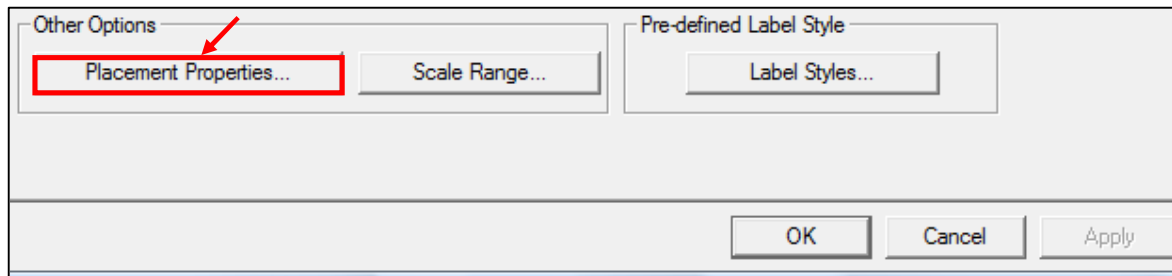 Other Options
Pre-defined Label Style
Placement Properties...
Scale Range...
Label Styles...
OK
Cancel
Apply